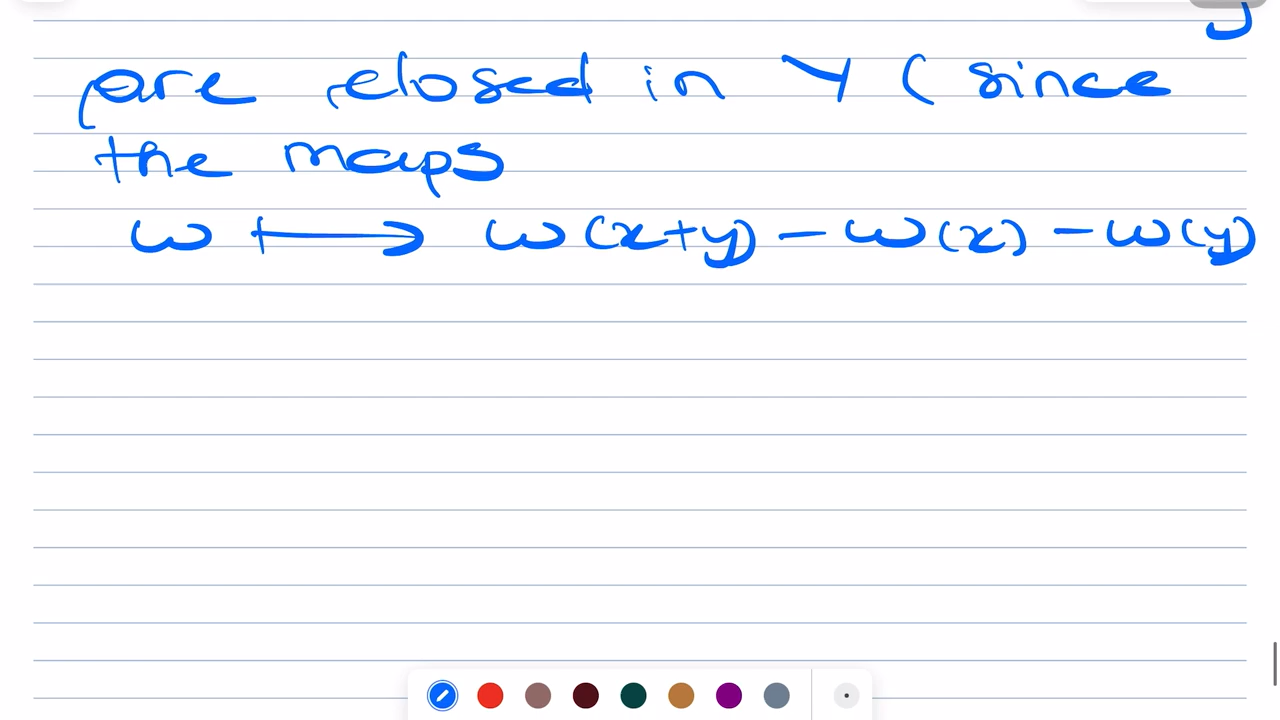 are closed in Y ( since
the maps
ω ⟼ ω(x+y) − ω(x) − ω(y)